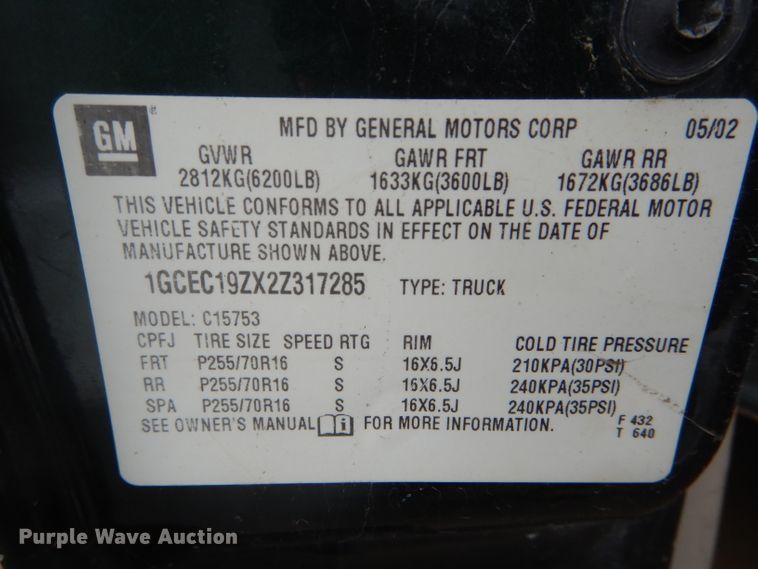 GM
MFD BY GENERAL MOTORS CORP 05/02
GVWR GAWR FRT GAWR RR
2812KG(6200LB) 1633KG(3600LB) 1672KG(3686LB)
THIS VEHICLE CONFORMS TO ALL APPLICABLE U.S. FEDERAL MOTOR
VEHICLE SAFETY STANDARDS IN EFFECT ON THE DATE OF
MANUFACTURE SHOWN ABOVE.
1GCEC19ZX2Z317285 TYPE: TRUCK
MODEL: C15753
CPFJ TIRE SIZE SPEED RTG RIM COLD TIRE PRESSURE
FRT P255/70R16 S 16X6.5J 210KPA(30PSI)
RR P255/70R16 S 16X6.5J 240KPA(35PSI)
SPA P255/70R16 S 16X6.5J 240KPA(35PSI)
SEE OWNER'S MANUAL i FOR MORE INFORMATION. F 432
T 640
Purple Wave Auction